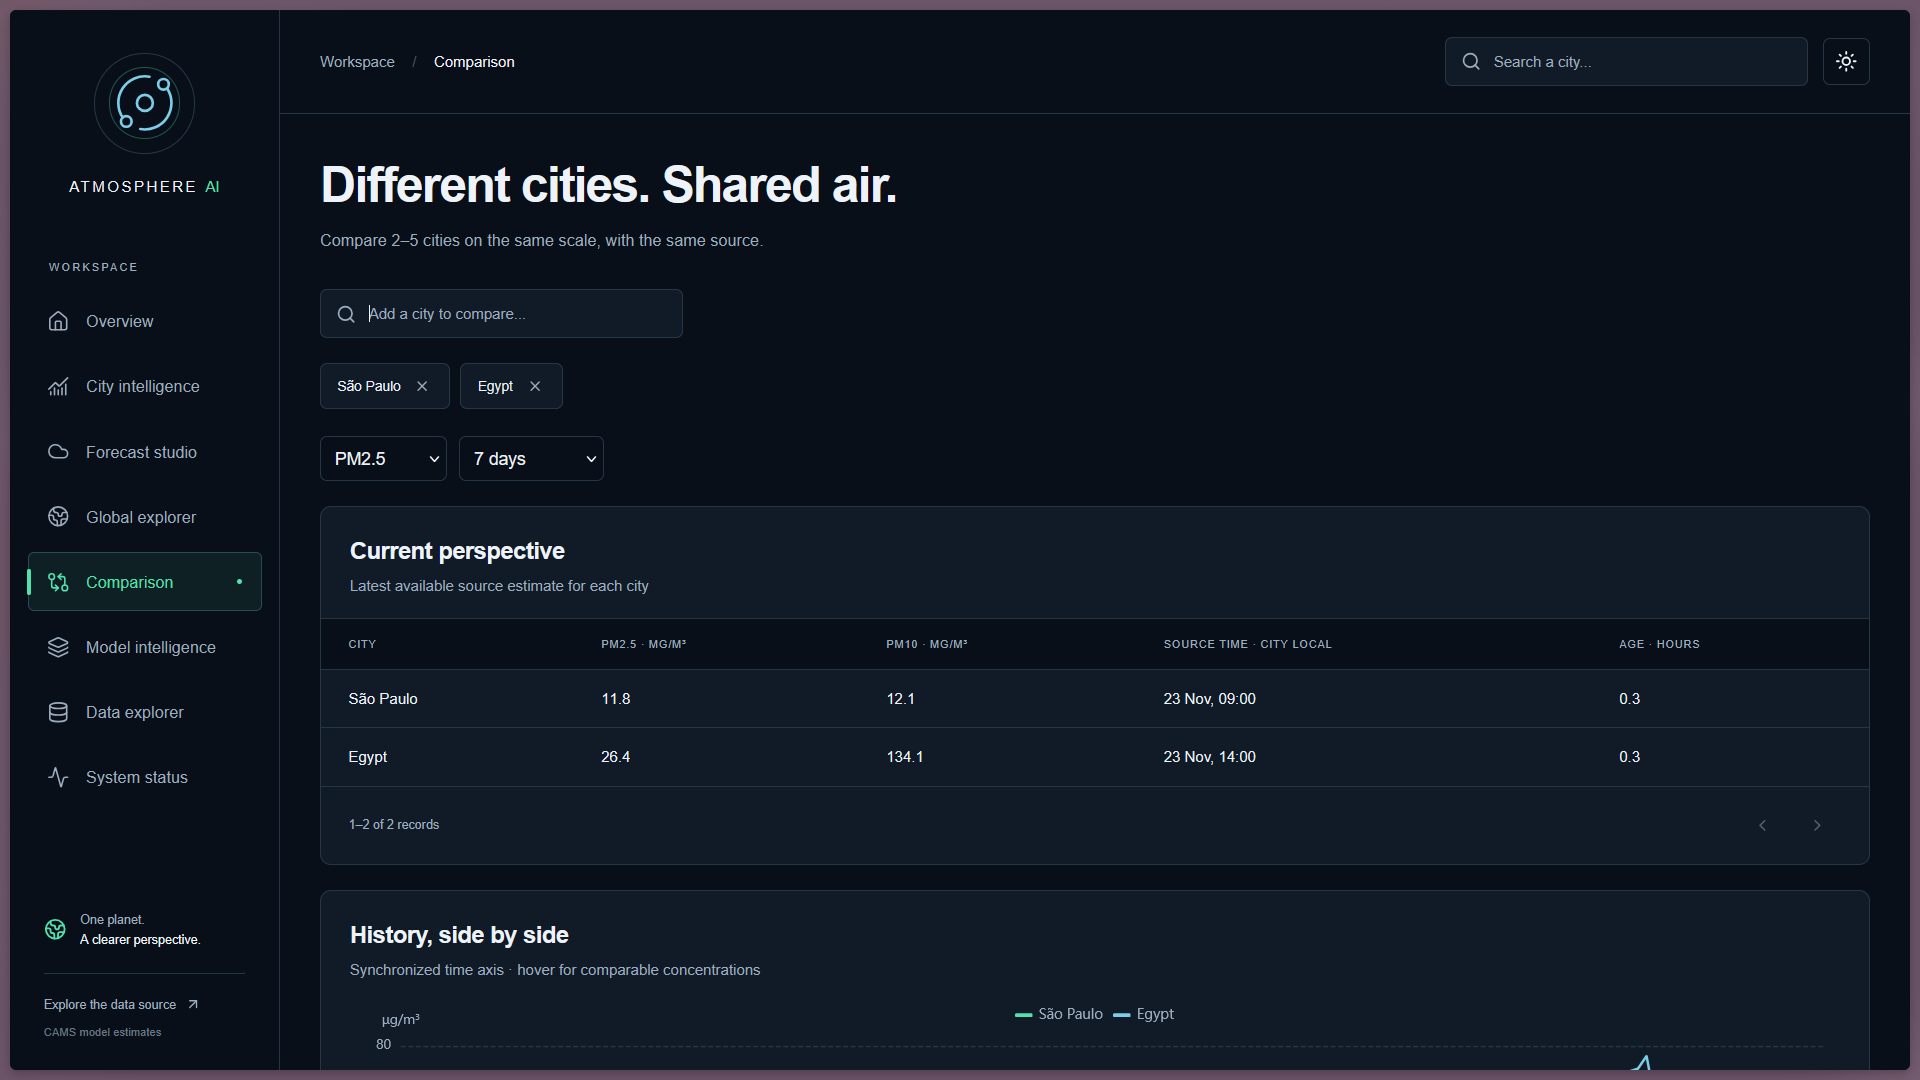 ATMOSPHERE AI
WORKSPACE
Overview
City intelligence
Forecast studio
Global explorer
Comparison
Model intelligence
Data explorer
System status
One planet.
A clearer perspective.
Explore the data source
CAMS model estimates
Workspace / Comparison
Search a city...
Different cities. Shared air.
Compare 2–5 cities on the same scale, with the same source.
Add a city to compare...
São Paulo Egypt
PM2.5 7 days
Current perspective
Latest available source estimate for each city
CITY PM2.5 · MG/M³ PM10 · MG/M³ SOURCE TIME · CITY LOCAL AGE · HOURS
São Paulo 11.8 12.1 23 Nov, 09:00 0.3
Egypt 26.4 134.1 23 Nov, 14:00 0.3
1–2 of 2 records
History, side by side
Synchronized time axis · hover for comparable concentrations
São Paulo Egypt
µg/m³
80